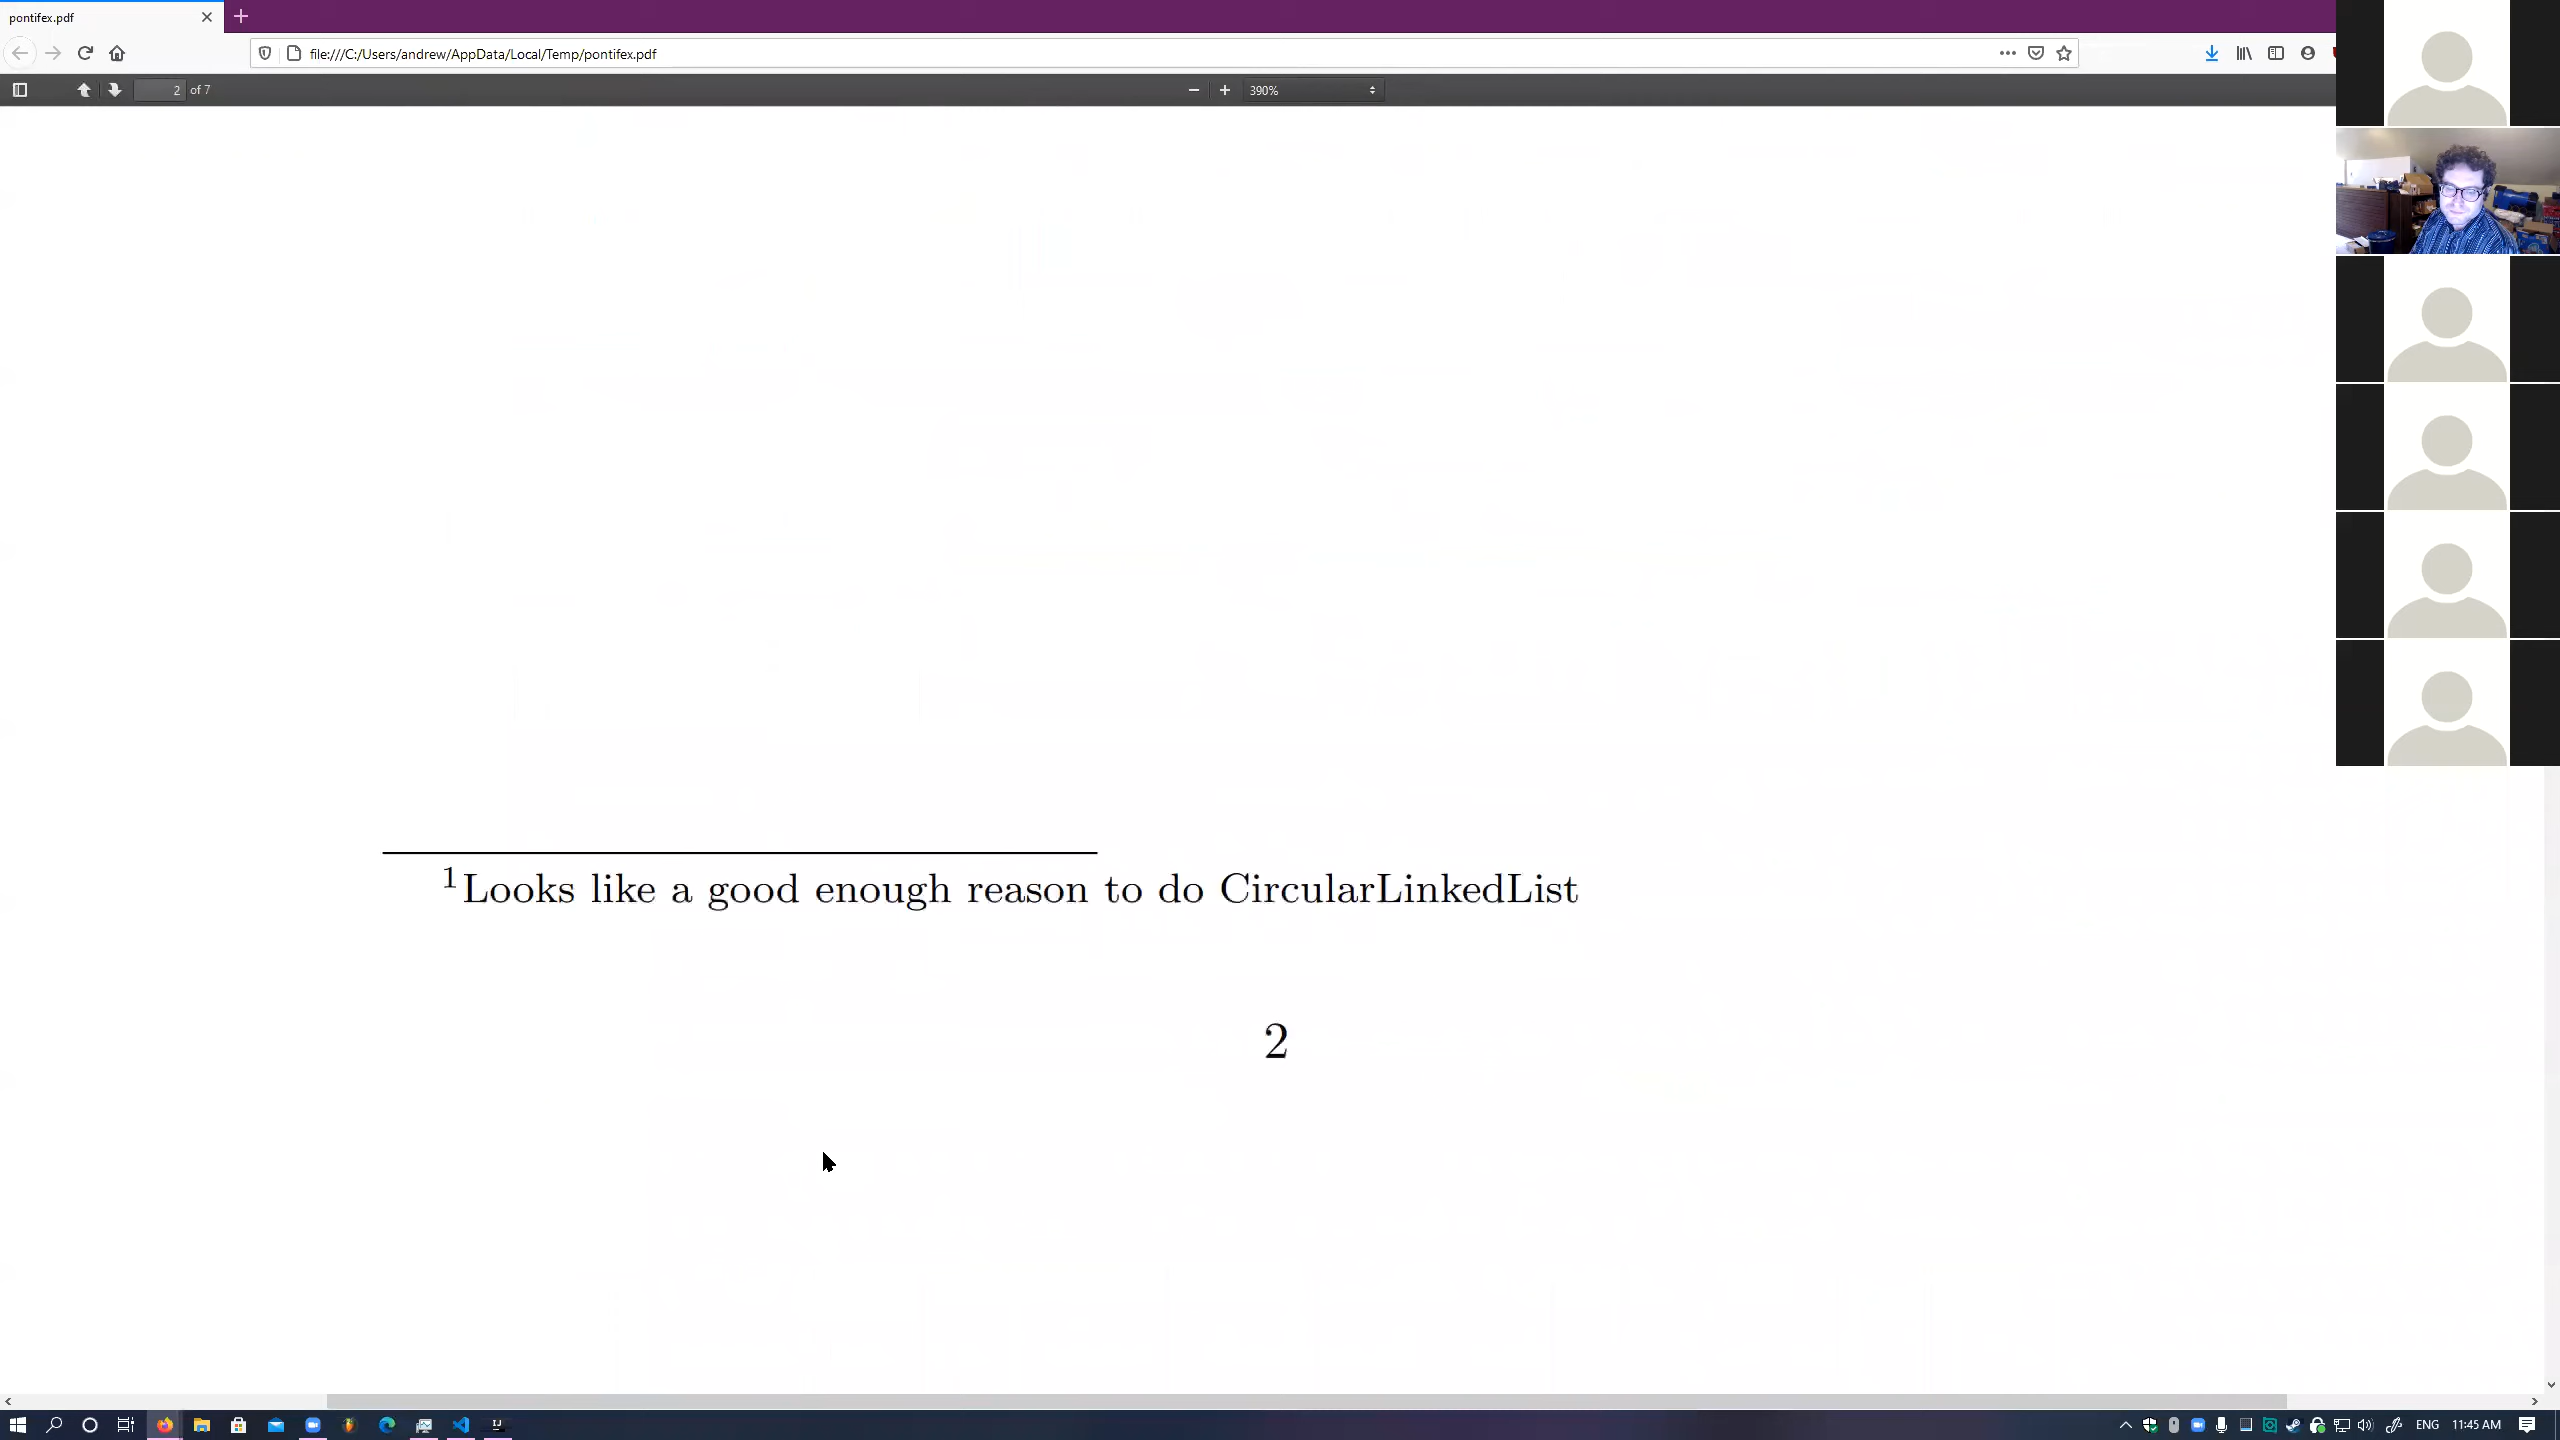 pontifex.pdf
file:///C:/Users/andrew/AppData/Local/Temp/pontifex.pdf
2 of 7
390%
1Looks like a good enough reason to do CircularLinkedList
2
ENG 11:45 AM